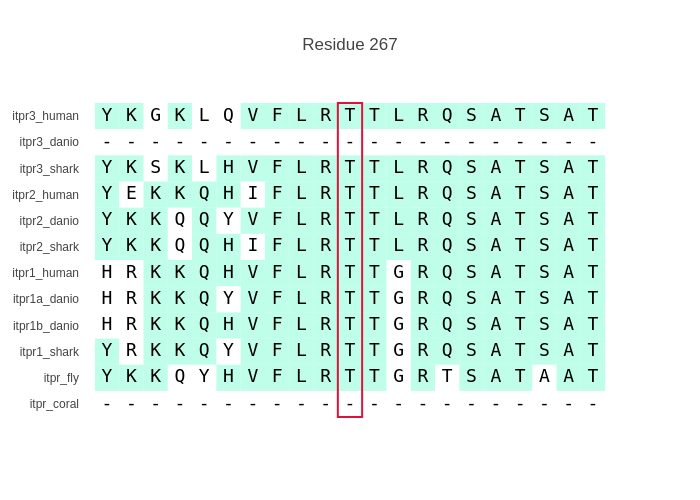 Residue 267
itpr3_human Y K G K L Q V F L R T T L R Q S A T S A T
itpr3_danio - - - - - - - - - - - - - - - - - - - - -
itpr3_shark Y K S K L H V F L R T T L R Q S A T S A T
itpr2_human Y E K K Q H I F L R T T L R Q S A T S A T
itpr2_danio Y K K Q Q Y V F L R T T L R Q S A T S A T
itpr2_shark Y K K Q Q H I F L R T T L R Q S A T S A T
itpr1_human H R K K Q H V F L R T T G R Q S A T S A T
itpr1a_danio H R K K Q Y V F L R T T G R Q S A T S A T
itpr1b_danio H R K K Q H V F L R T T G R Q S A T S A T
itpr1_shark Y R K K Q Y V F L R T T G R Q S A T S A T
itpr_fly Y K K Q Y H V F L R T T G R T S A T A A T
itpr_coral - - - - - - - - - - - - - - - - - - - - -